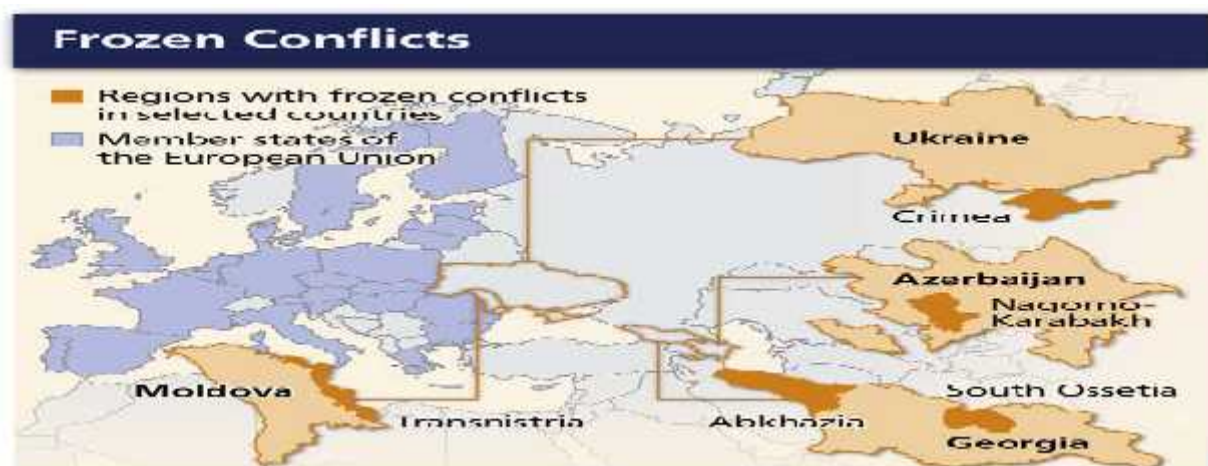 Frozen Conflicts
Regions with frozen conflicts
in selected countries
Member states of
the European Union
Ukraine
Crimea
Azerbaijan
Nagorno-
Karabakh
South Ossetia
Moldova
Transnistria
Abkhazia
Georgia